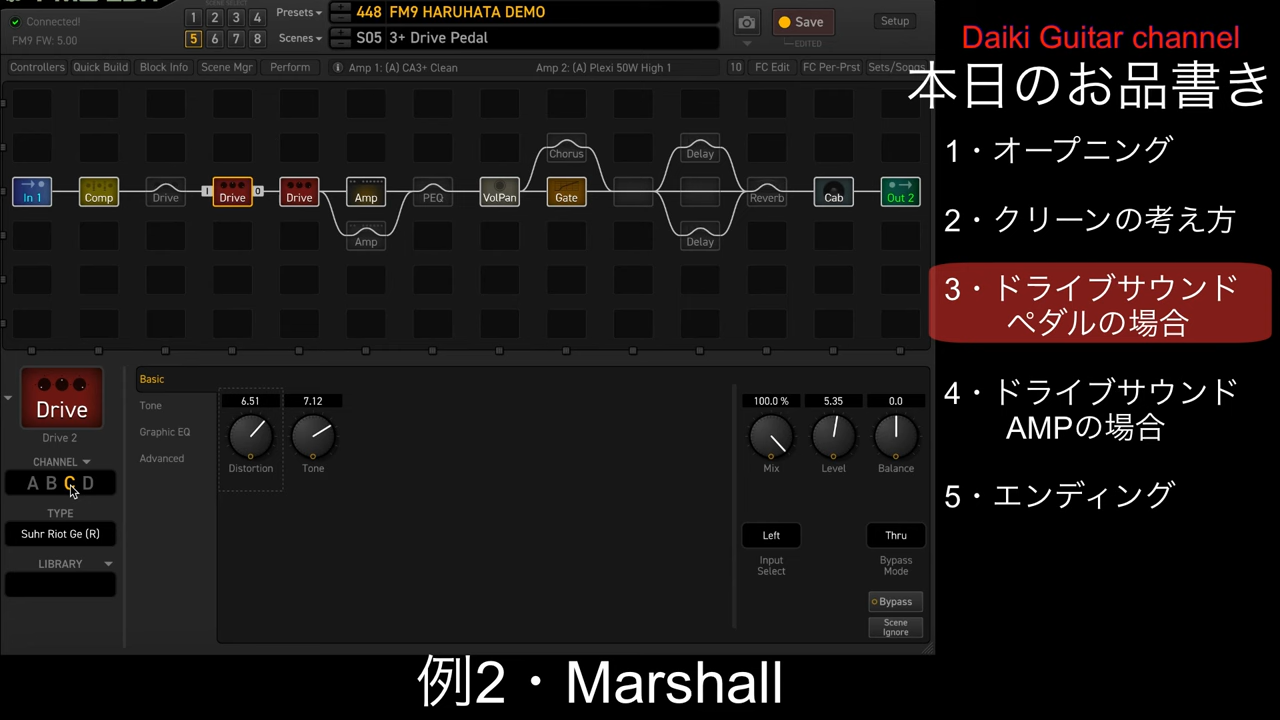 Connected!
FM9 FW: 5.00
SCENE SELECT
1 2 3 4
5 6 7 8
Presets
448 FM9 HARUHATA DEMO
Scenes
S05 3+ Drive Pedal
Save
EDITED
Setup
Controllers Quick Build Block Info Scene Mgr Perform
Amp 1: (A) CA3+ Clean
Amp 2: (A) Plexi 50W High 1
10 FC Edit FC Per-Prst Sets/Songs
Chorus Delay
In 1 Comp Drive I Drive O Drive Amp PEQ VolPan Gate Reverb Cab Out 2
Amp Delay
Drive
Drive 2
CHANNEL
A B C D
TYPE
Suhr Riot Ge (R)
LIBRARY
Basic
Tone
Graphic EQ
Advanced
6.51 7.12
Distortion Tone
100.0 % 5.35 0.0
Mix Level Balance
Left Thru
Input
Select
Bypass
Mode
Bypass
Scene
Ignore
Daiki Guitar channel
本日のお品書き
1・オープニング
2・クリーンの考え方
3・ドライブサウンド
ペダルの場合
4・ドライブサウンド
AMPの場合
5・エンディング
例2・Marshall